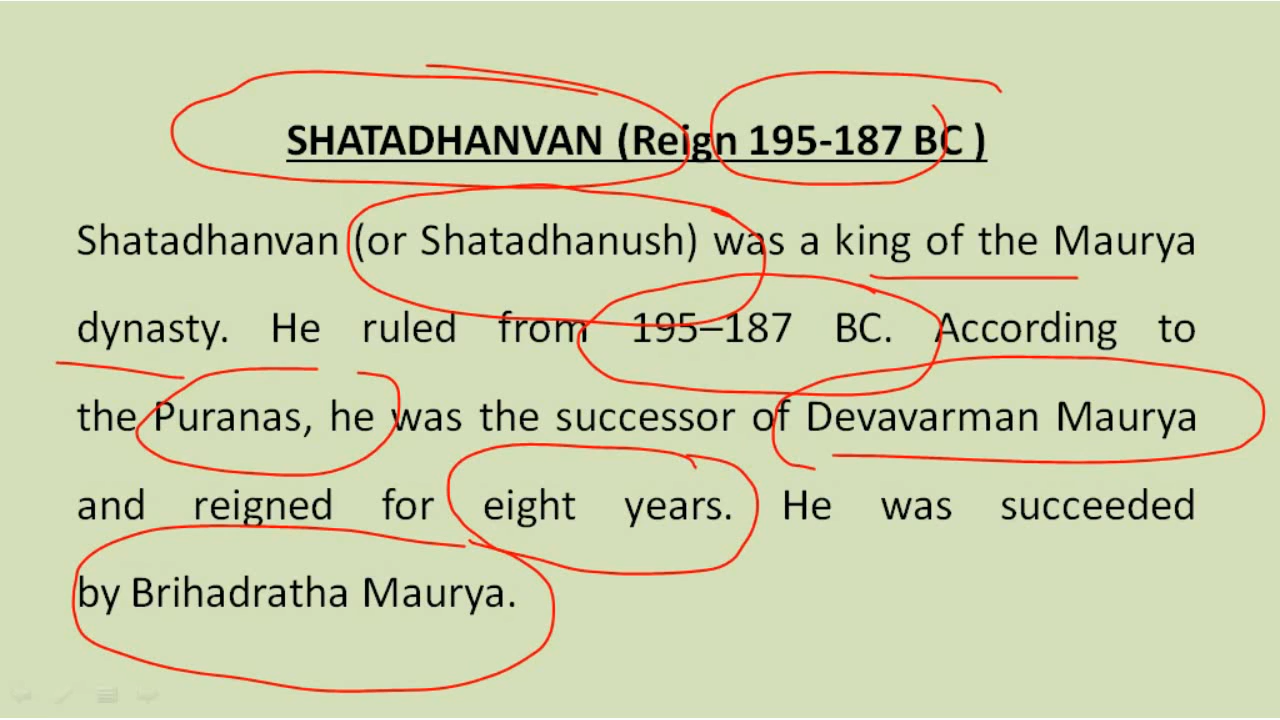 SHATADHANVAN (Reign 195-187 BC )
Shatadhanvan (or Shatadhanush) was a king of the Maurya
dynasty. He ruled from 195–187 BC. According to
the Puranas, he was the successor of Devavarman Maurya
and reigned for eight years. He was succeeded
by Brihadratha Maurya.